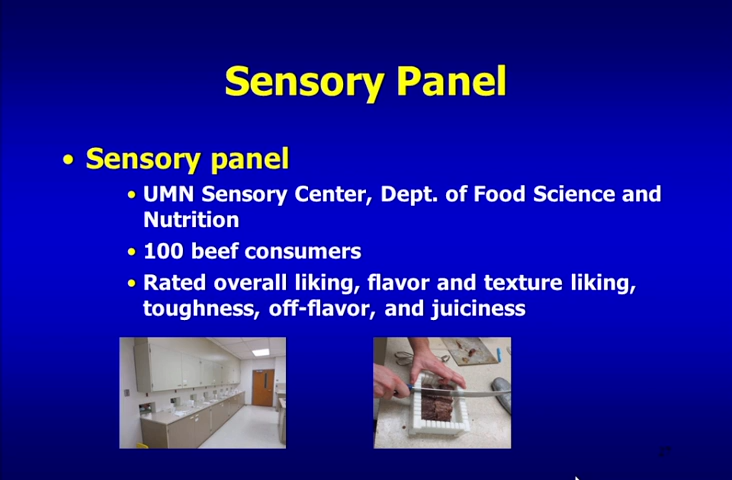 Sensory Panel
• Sensory panel
• UMN Sensory Center, Dept. of Food Science and
Nutrition
• 100 beef consumers
• Rated overall liking, flavor and texture liking,
toughness, off-flavor, and juiciness